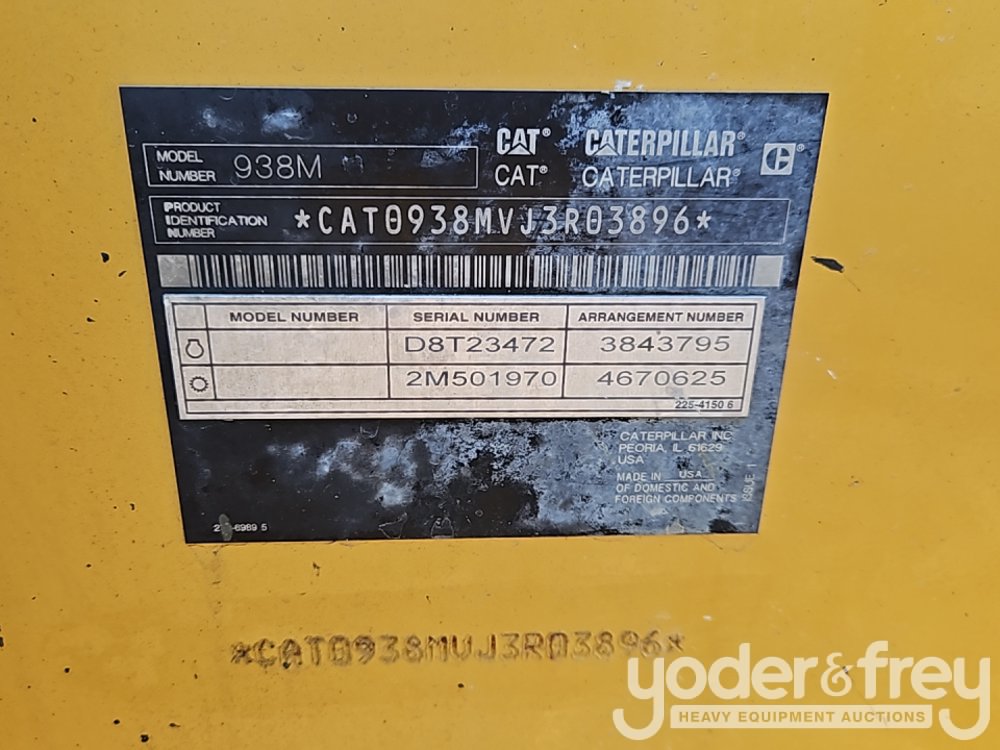 CAT® CATERPILLAR®
CAT® CATERPILLAR®
MODEL NUMBER 938M
PRODUCT IDENTIFICATION NUMBER *CAT0938MVJ3R03896*
MODEL NUMBER SERIAL NUMBER ARRANGEMENT NUMBER
D8T23472 3843795
2M501970 4670625
225-4150 6
CATERPILLAR INC
PEORIA, IL 61629
USA
MADE IN USA
OF DOMESTIC AND
FOREIGN COMPONENTS
ISSUE 1
*CAT0938MVJ3R03896*
yoder&frey
HEAVY EQUIPMENT AUCTIONS